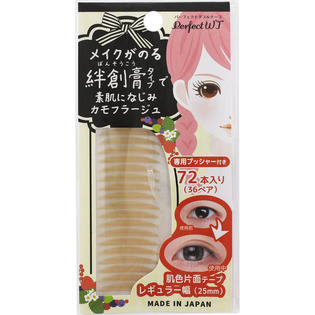 パーフェクトダブルテープ
Perfect WT
メイクがのる
ばんそうこう
絆創膏タイプで
素肌になじみ
カモフラージュ
専用プッシャー付き
72本入り
(36ペア)
使用前
使用中
肌色片面テープ
レギュラー幅(25mm)
MADE IN JAPAN